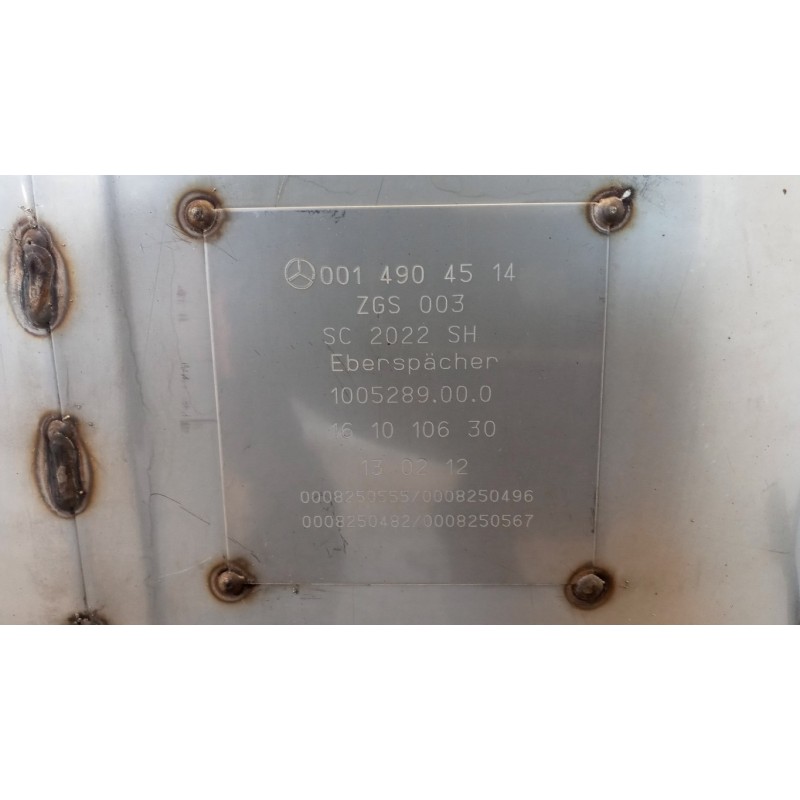 001 490 45 14
ZGS 003
SC 2022 SH
Eberspächer
1005289.00.0
16 10 106 30
13 02 12
0008250555/0008250496
0008250482/0008250567